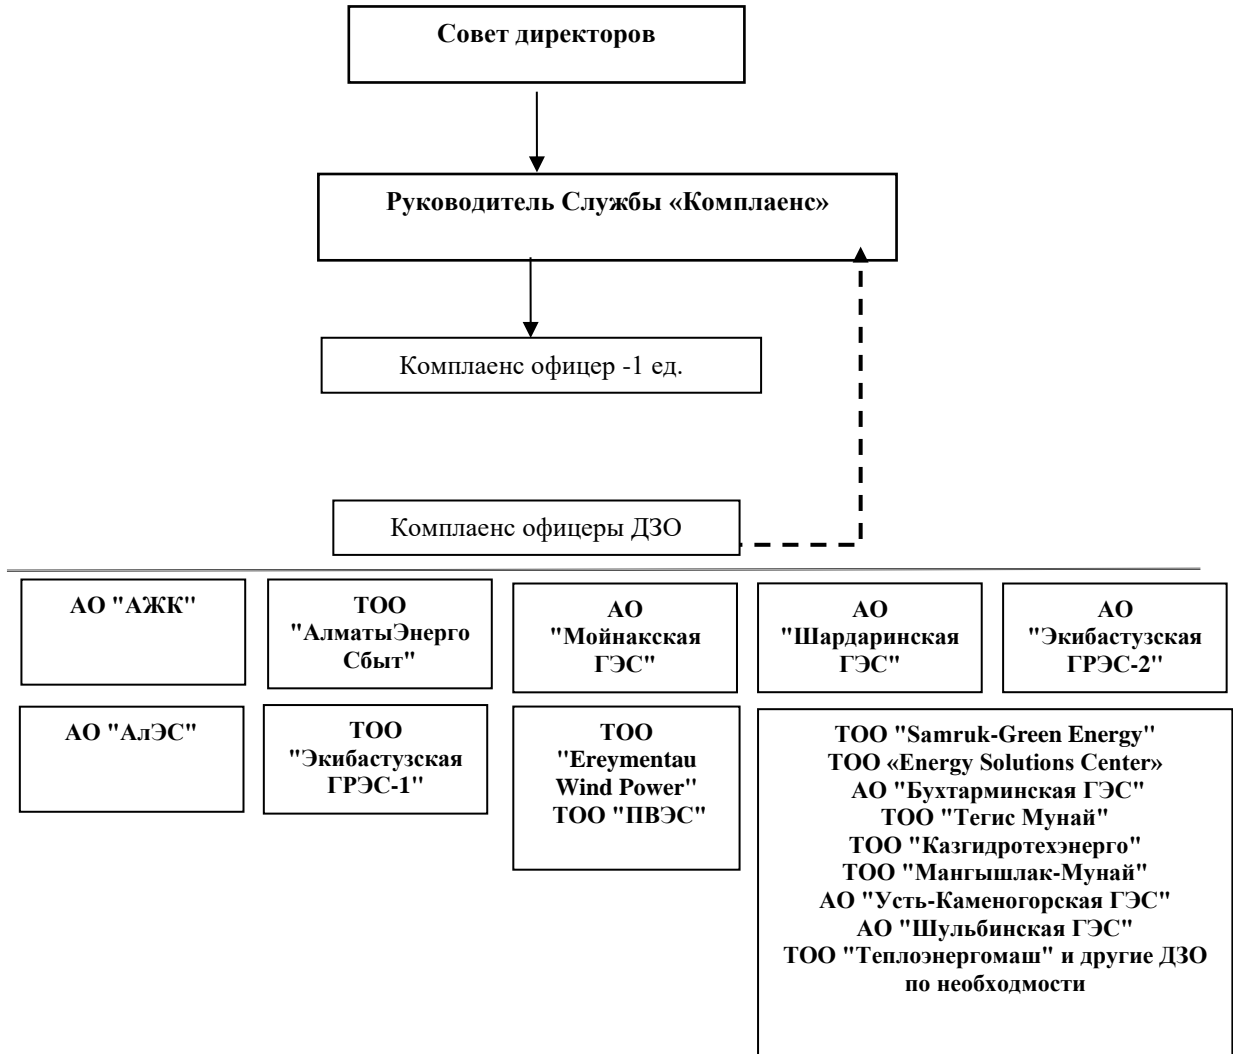 Совет директоров
Руководитель Службы «Комплаенс»
Комплаенс офицер -1 ед.
Комплаенс офицеры ДЗО
АО "АЖК"
ТОО
"АлматыЭнерго
Сбыт"
АО
"Мойнакская
ГЭС"
АО
"Шардаринская
ГЭС"
АО
"Экибастузская
ГРЭС-2"
АО "АлЭС"
ТОО
"Экибастузская
ГРЭС-1"
ТОО
"Ereymentau
Wind Power"
ТОО "ПВЭС"
ТОО "Samruk-Green Energy"
ТОО «Energy Solutions Center»
АО "Бухтарминская ГЭС"
ТОО "Тегис Мунай"
ТОО "Казгидротехэнерго"
ТОО "Мангышлак-Мунай"
АО "Усть-Каменогорская ГЭС"
АО "Шульбинская ГЭС"
ТОО "Теплоэнергомаш" и другие ДЗО
по необходмости